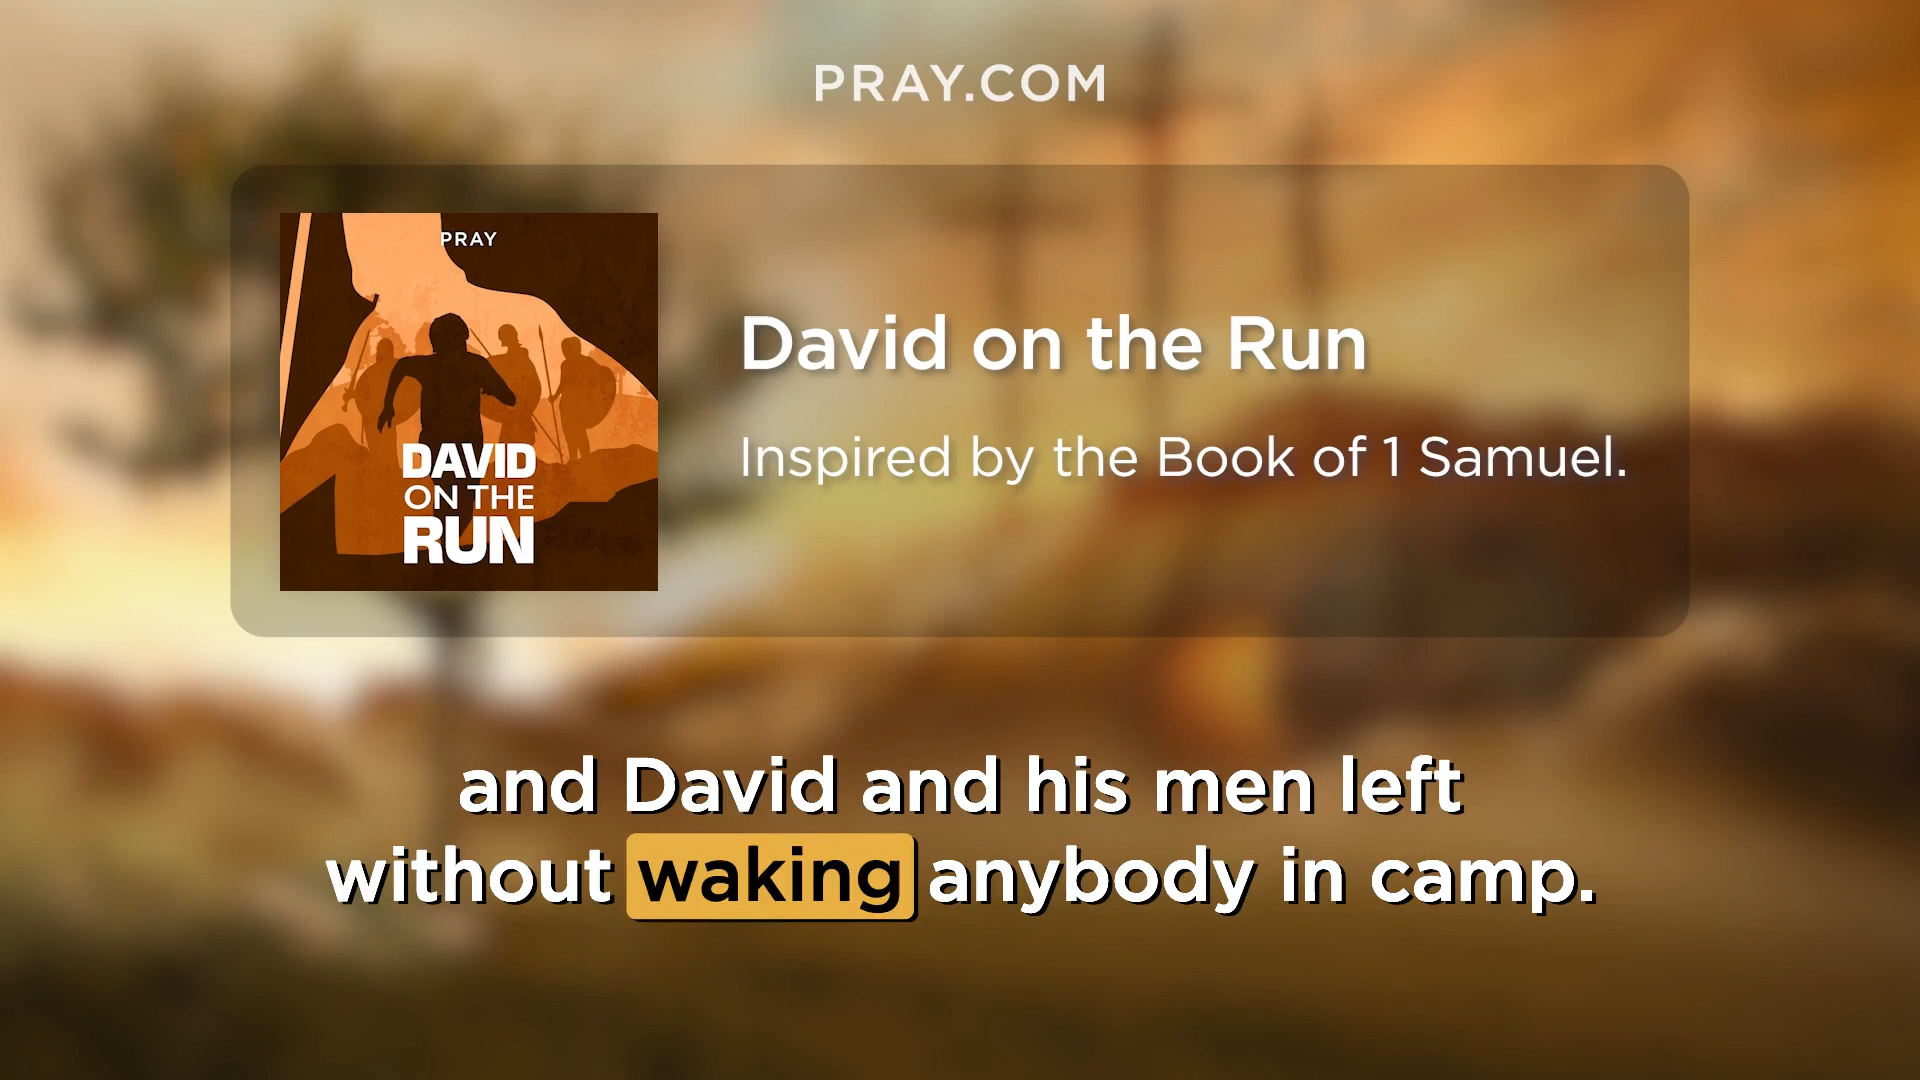 PRAY.COM
PRAY
DAVID
ON THE
RUN
David on the Run
Inspired by the Book of 1 Samuel.
and David and his men left
without waking anybody in camp.